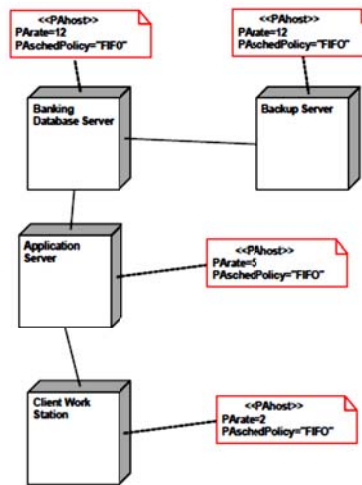 <<PAhost>>
PArate=12
PAschedPolicy="FIFO"
<<PAhost>>
PArate=12
PAschedPolicy="FIFO"
Banking
Database Server
Backup Server
Application
Server
<<PAhost>>
PArate=5
PAschedPolicy="FIFO"
Client Work
Station
<<PAhost>>
PArate=2
PAschedPolicy="FIFO"